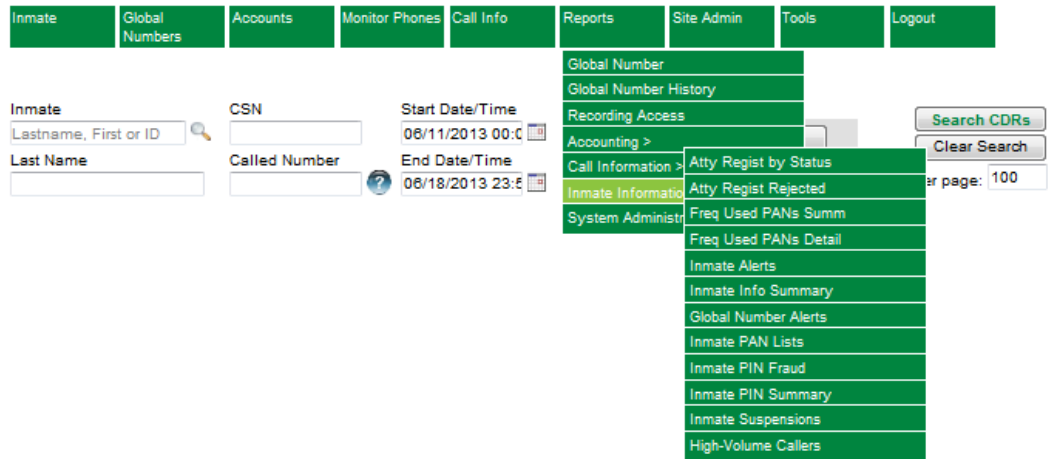 Inmate
Global Numbers
Accounts
Monitor Phones
Call Info
Reports
Site Admin
Tools
Logout
Global Number
Global Number History
Recording Access
Accounting >
Call Information >
Inmate Informatio
System Administr
Atty Regist by Status
Atty Regist Rejected
Freq Used PANs Summ
Freq Used PANs Detail
Inmate Alerts
Inmate Info Summary
Global Number Alerts
Inmate PAN Lists
Inmate PIN Fraud
Inmate PIN Summary
Inmate Suspensions
High-Volume Callers
Inmate
Lastname, First or ID
CSN
Start Date/Time
06/11/2013 00:0
Last Name
Called Number
?
End Date/Time
06/18/2013 23:5
Search CDRs
Clear Search
er page: 100